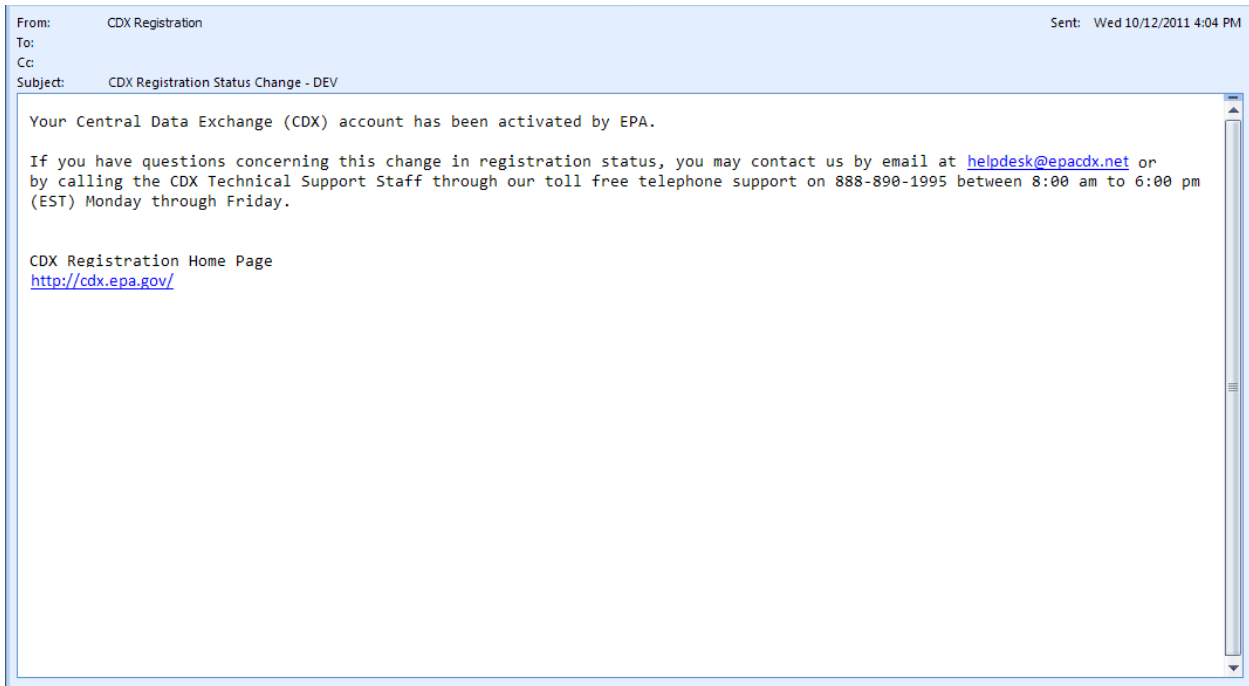 From: CDX Registration Sent: Wed 10/12/2011 4:04 PM
To:
Cc:
Subject: CDX Registration Status Change - DEV
Your Central Data Exchange (CDX) account has been activated by EPA.
If you have questions concerning this change in registration status, you may contact us by email at helpdesk@epacdx.net or
by calling the CDX Technical Support Staff through our toll free telephone support on 888-890-1995 between 8:00 am to 6:00 pm
(EST) Monday through Friday.
CDX Registration Home Page
http://cdx.epa.gov/